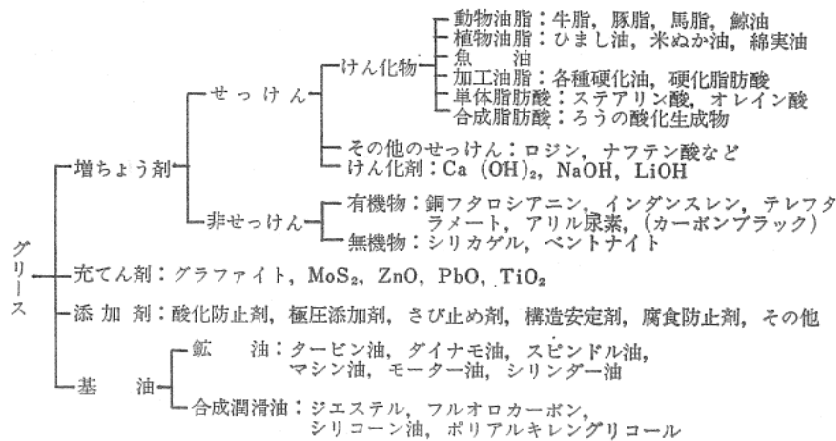 動物油脂：牛脂，豚脂，馬脂，鯨油
植物油脂：ひまし油，米ぬか油，綿実油
魚　　油
けん化物
加工油脂：各種硬化油，硬化脂肪酸
せっけん
単体脂肪酸：ステアリン酸，オレイン酸
合成脂肪酸：ろうの酸化生成物
その他のせっけん：ロジン，ナフテン酸など
増ちょう剤
けん化剤：Ca (OH)₂，NaOH，LiOH
有機物：銅フタロシアニン，インダンスレン，テレフタ
ラメート，アリル尿素，(カーボンブラック)
非せっけん
無機物：シリカゲル，ベントナイト
グリース
充てん剤：グラファイト，MoS₂，ZnO，PbO，TiO₂
添加剤：酸化防止剤，極圧添加剤，さび止め剤，構造安定剤，腐食防止剤，その他
鉱　　油：タービン油，ダイナモ油，スピンドル油，
マシン油，モーター油，シリンダー油
基　　油
合成潤滑油：ジエステル，フルオロカーボン，
シリコーン油，ポリアルキレングリコール